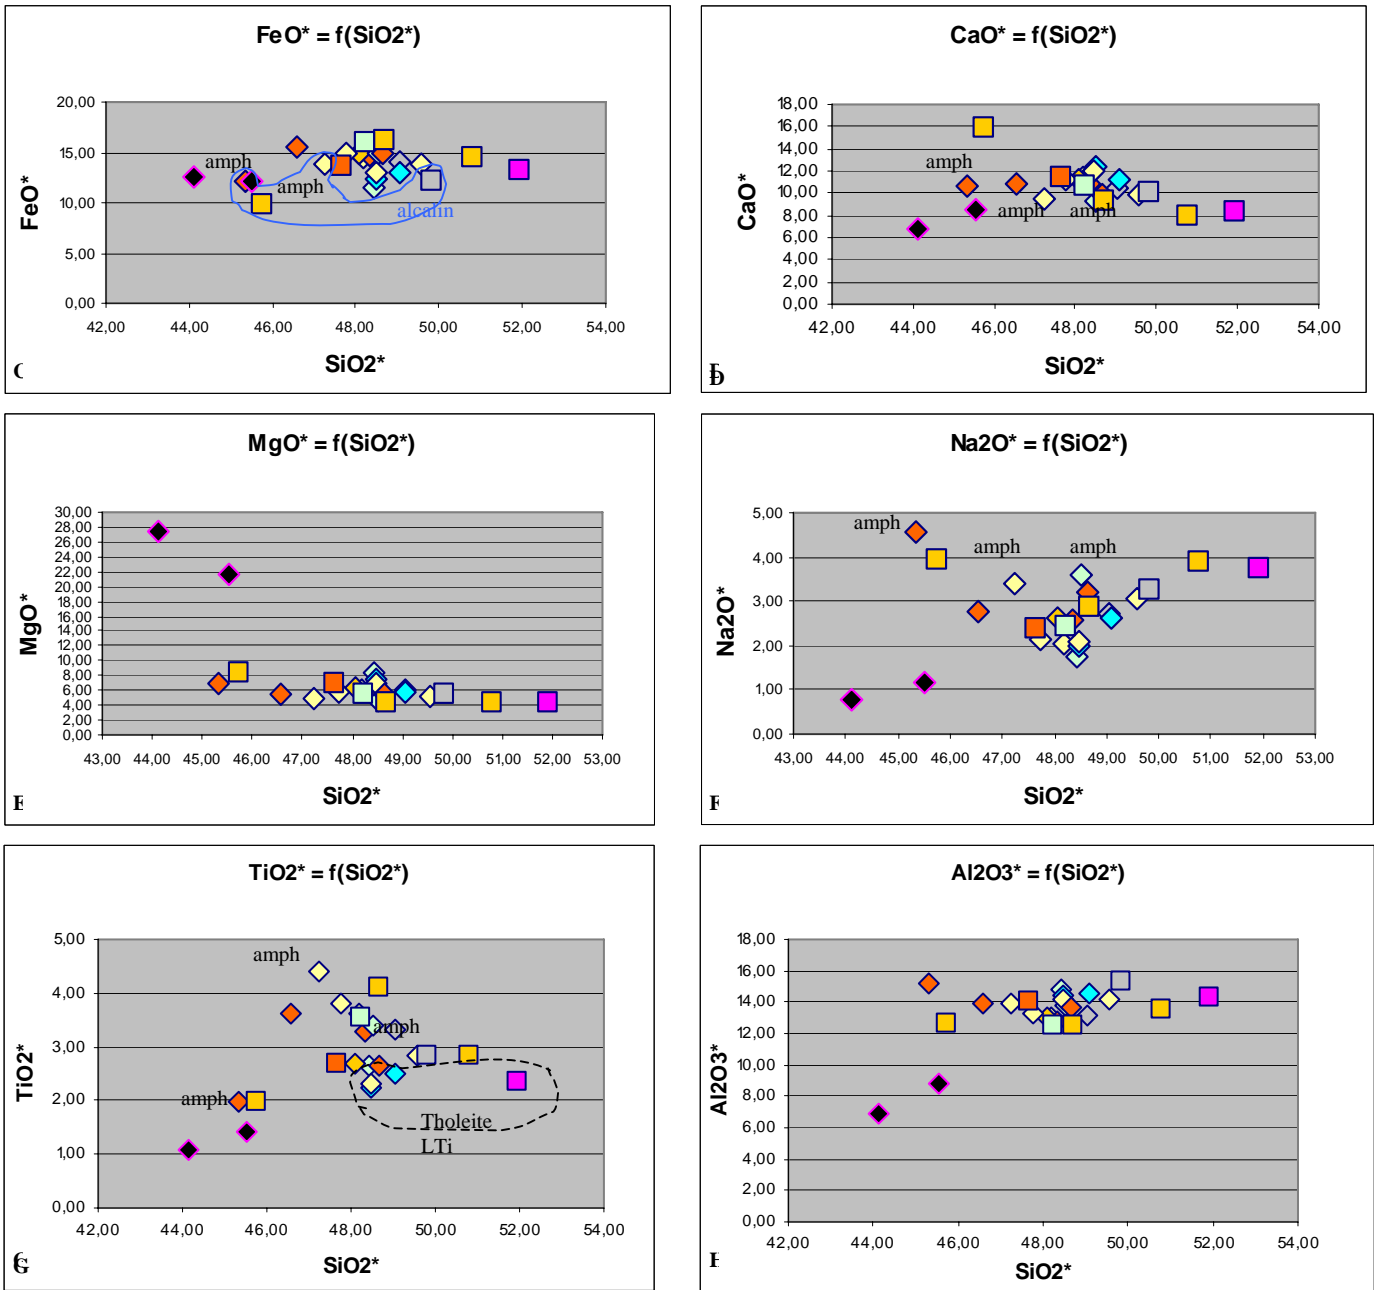 FeO* = f(SiO2*)
20,00
15,00
10,00
5,00
0,00
FeO*
amph
amph
alcalin
42,00 44,00 46,00 48,00 50,00 52,00 54,00
SiO2*
CaO* = f(SiO2*)
18,00
16,00
14,00
12,00
10,00
8,00
6,00
4,00
2,00
0,00
CaO*
amph
amph amph
42,00 44,00 46,00 48,00 50,00 52,00 54,00
SiO2*
D
MgO* = f(SiO2*)
30,00
28,00
26,00
24,00
22,00
20,00
18,00
16,00
14,00
12,00
10,00
8,00
6,00
4,00
2,00
0,00
MgO*
43,00 44,00 45,00 46,00 47,00 48,00 49,00 50,00 51,00 52,00 53,00
SiO2*
Na2O* = f(SiO2*)
5,00
4,00
3,00
2,00
1,00
0,00
Na2O*
amph
amph amph
43,00 44,00 45,00 46,00 47,00 48,00 49,00 50,00 51,00 52,00 53,00
SiO2*
TiO2* = f(SiO2*)
5,00
4,00
3,00
2,00
1,00
0,00
TiO2*
amph
amph
amph
Tholeite
LTi
42,00 44,00 46,00 48,00 50,00 52,00 54,00
SiO2*
G
Al2O3* = f(SiO2*)
18,00
16,00
14,00
12,00
10,00
8,00
6,00
4,00
2,00
0,00
Al2O3*
42,00 44,00 46,00 48,00 50,00 52,00 54,00
SiO2*